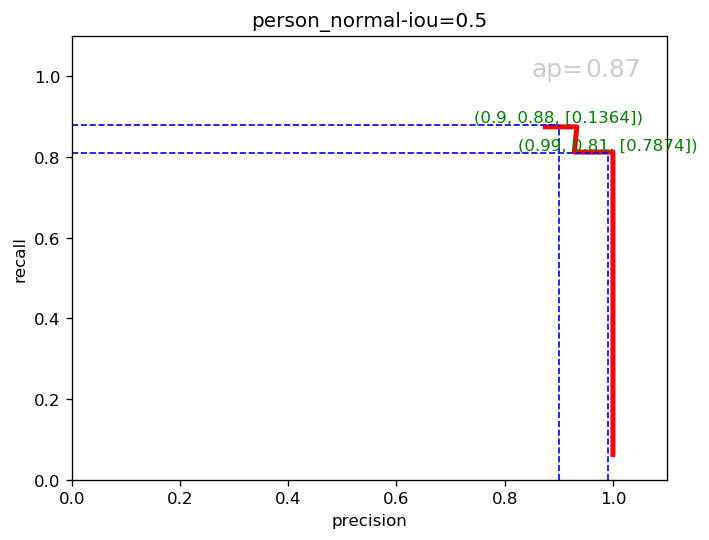 person_normal-iou=0.5
ap=0.87
(0.9, 0.88, [0.1364])
(0.99, 0.81, [0.7874])
1.0
0.8
0.6
0.4
0.2
0.0
recall
0.0 0.2 0.4 0.6 0.8 1.0
precision